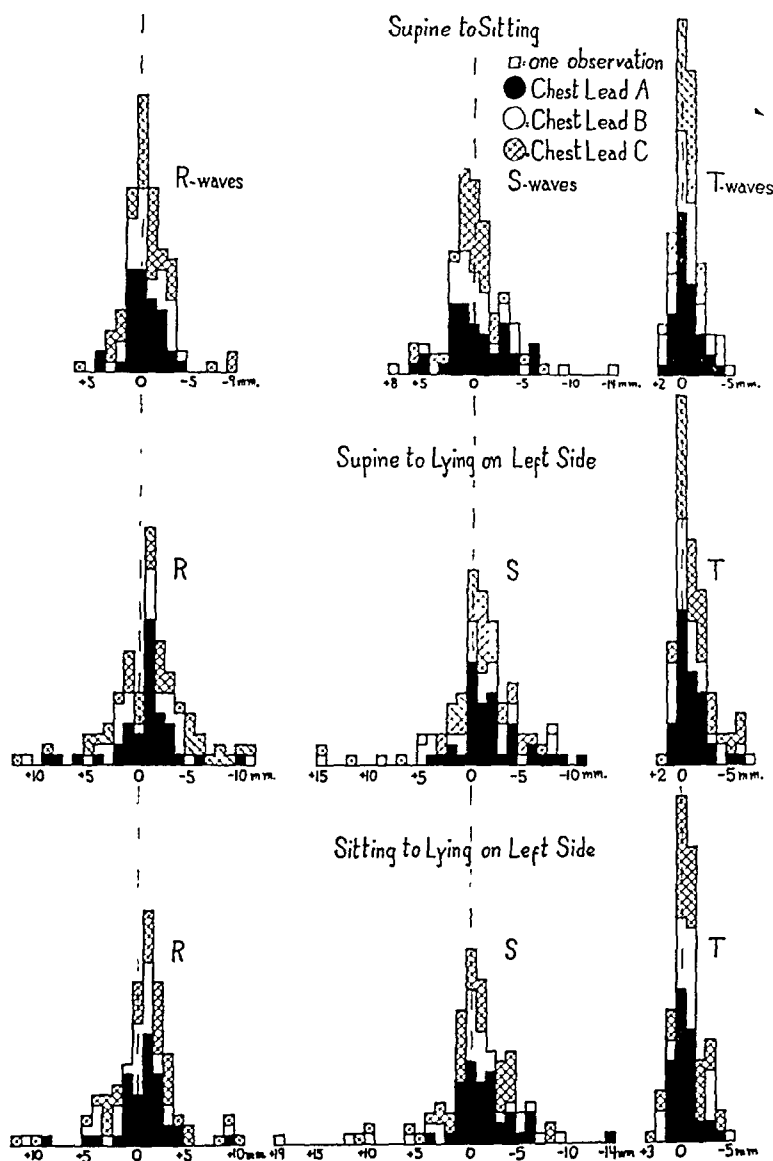 Supine to Sitting
□=one observation
Chest Lead A
Chest Lead B
Chest Lead C
R-waves
S-waves
T-waves
+5 0 -5 -9mm.
+8 +5 0 -5 -10 -14mm.
+2 0 -5mm.
Supine to Lying on Left Side
R
S
T
+10 +5 0 -5 -10mm.
+15 +10 +5 0 -5 -10mm.
+2 0 -5mm
Sitting to Lying on Left Side
R
S
T
+10 +5 0 +5 +10mm
+19 +15 +10 +5 0 -5 -10 -14mm
+3 0 -5mm